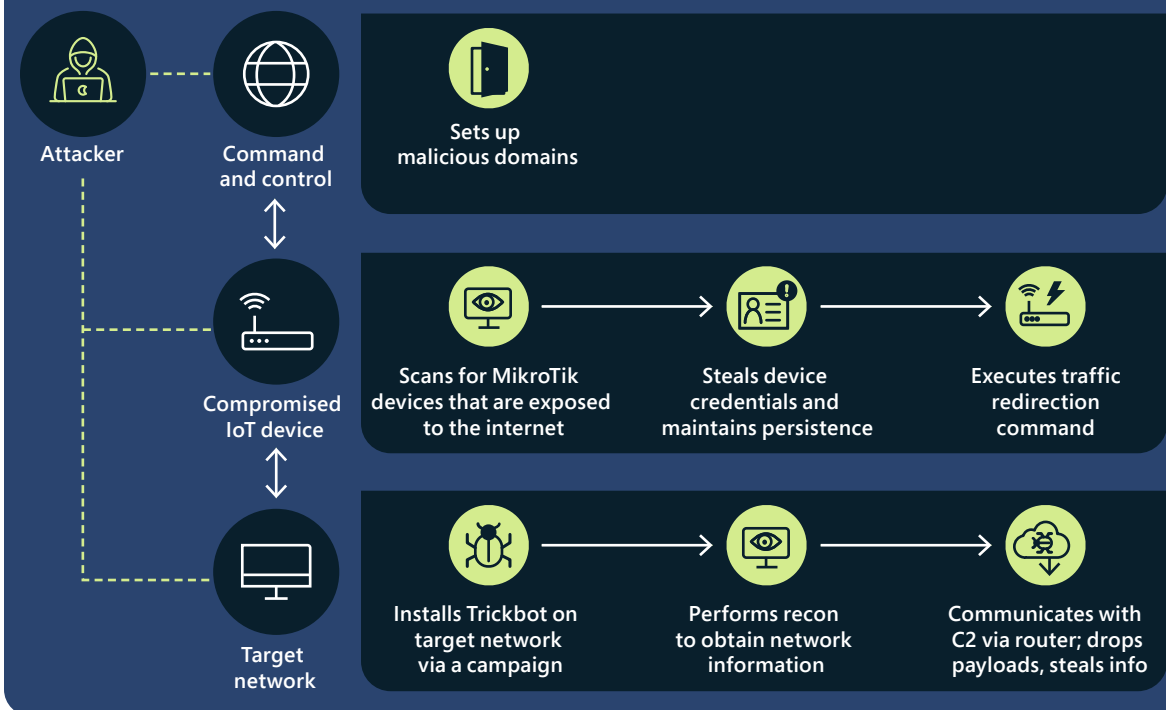 Attacker
Command
and control
Sets up
malicious domains
Compromised
IoT device
Scans for MikroTik
devices that are exposed
to the internet
Steals device
credentials and
maintains persistence
Executes traffic
redirection
command
Target
network
Installs Trickbot on
target network
via a campaign
Performs recon
to obtain network
information
Communicates with
C2 via router; drops
payloads, steals info